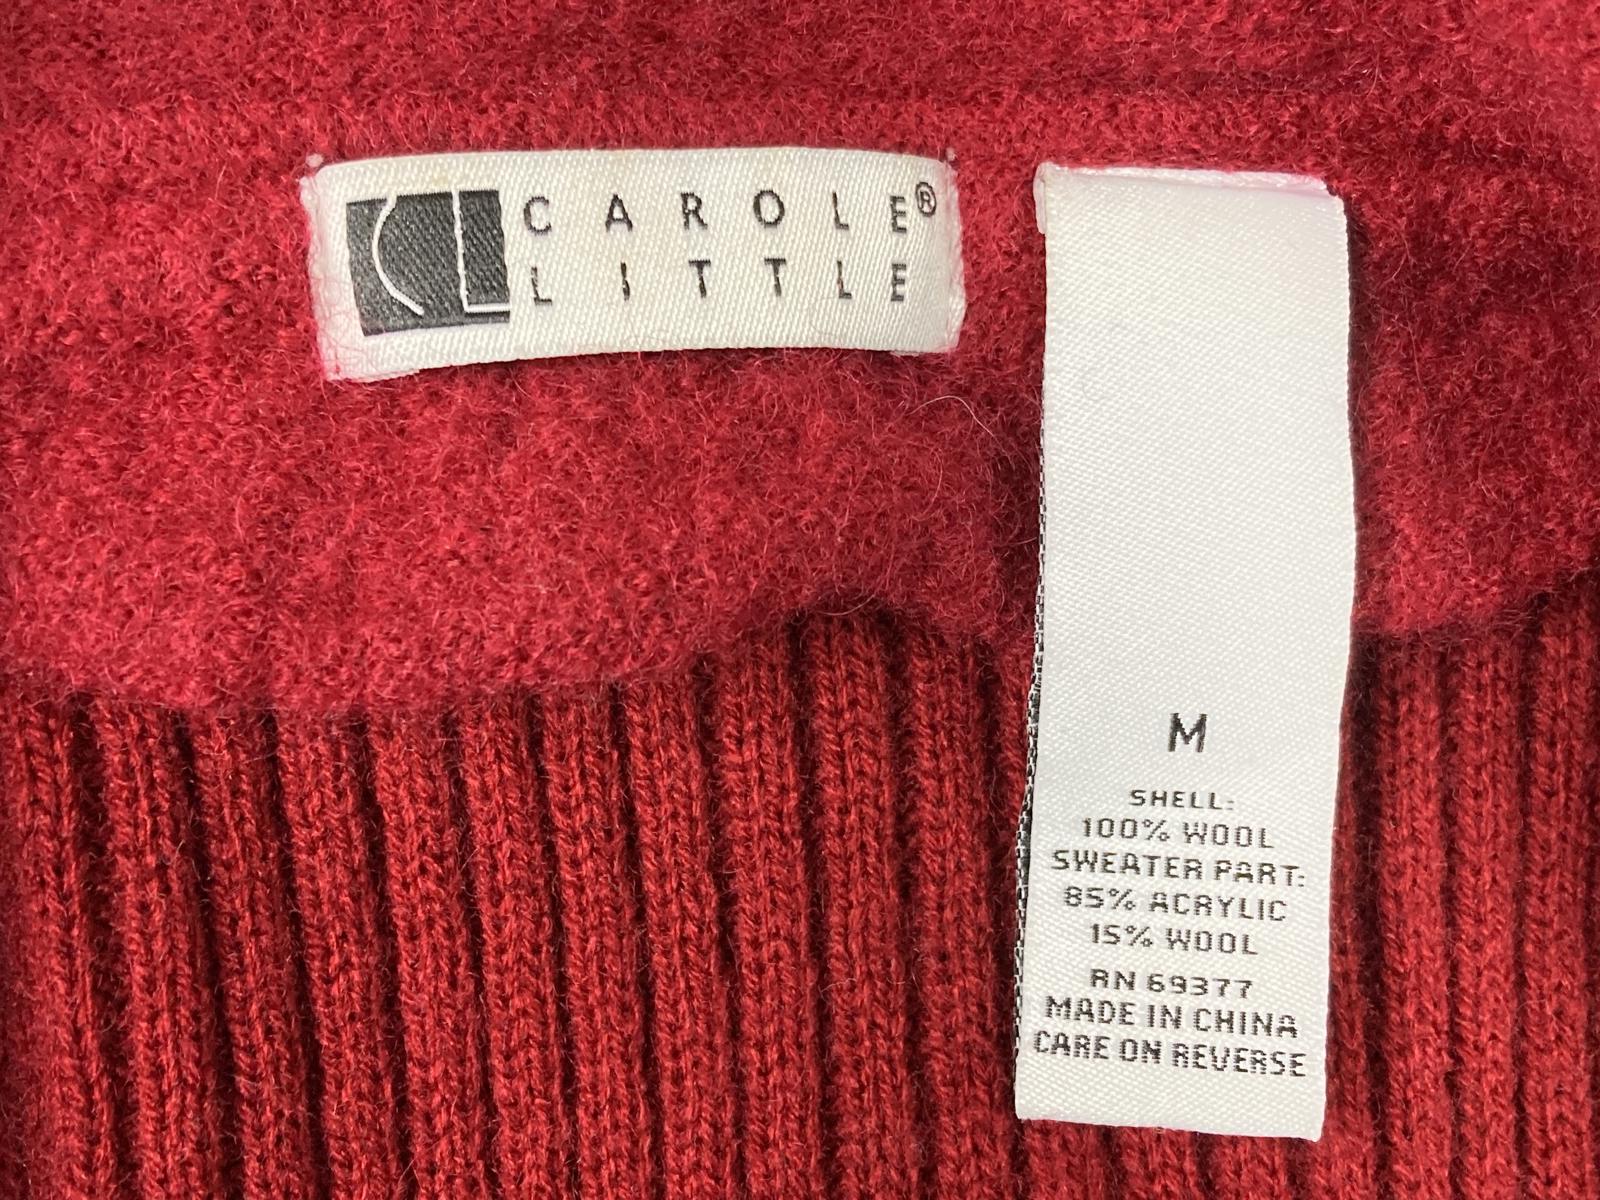 CL CAROLE®
LITTLE
M
SHELL:
100% WOOL
SWEATER PART:
85% ACRYLIC
15% WOOL
RN 69377
MADE IN CHINA
CARE ON REVERSE